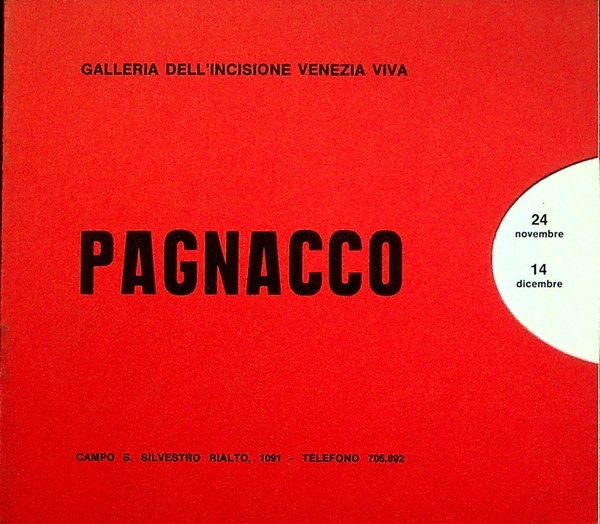 GALLERIA DELL'INCISIONE VENEZIA VIVA
PAGNACCO
24
novembre
14
dicembre
CAMPO S. SILVESTRO RIALTO, 1091 - TELEFONO 705.892